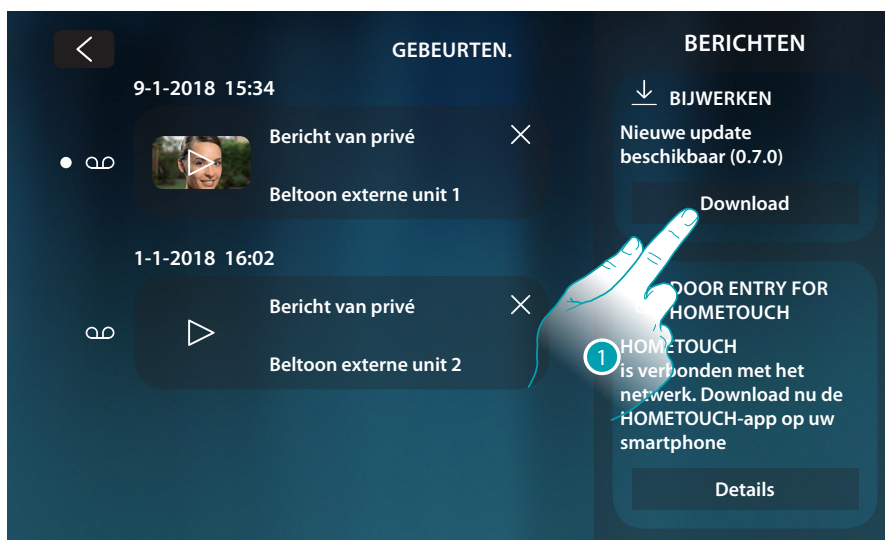 GEBEURTEN.
9-1-2018 15:34
Bericht van privé
Beltoon externe unit 1
1-1-2018 16:02
Bericht van privé
Beltoon externe unit 2
BERICHTEN
BIJWERKEN
Nieuwe update
beschikbaar (0.7.0)
Download
DOOR ENTRY FOR
HOMETOUCH
1
HOMETOUCH
is verbonden met het
netwerk. Download nu de
HOMETOUCH-app op uw
smartphone
Details